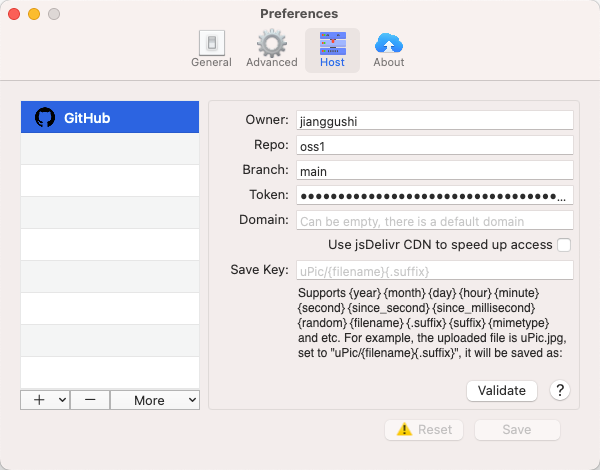 Preferences
General
Advanced
Host
About
GitHub
Owner:
jianggushi
Repo:
oss1
Branch:
main
Token:
●●●●●●●●●●●●●●●●●●●●●●●●●●●●●●●●●●...
Domain:
Can be empty, there is a default domain
Use jsDelivr CDN to speed up access
Save Key:
uPic/{filename}{.suffix}
Supports {year} {month} {day} {hour} {minute}
{second} {since_second} {since_millisecond}
{random} {filename} {.suffix} {suffix} {mimetype}
and etc. For example, the uploaded file is uPic.jpg,
set to "uPic/{filename}{.suffix}", it will be saved as:
+
−
More
Validate
?
Reset
Save